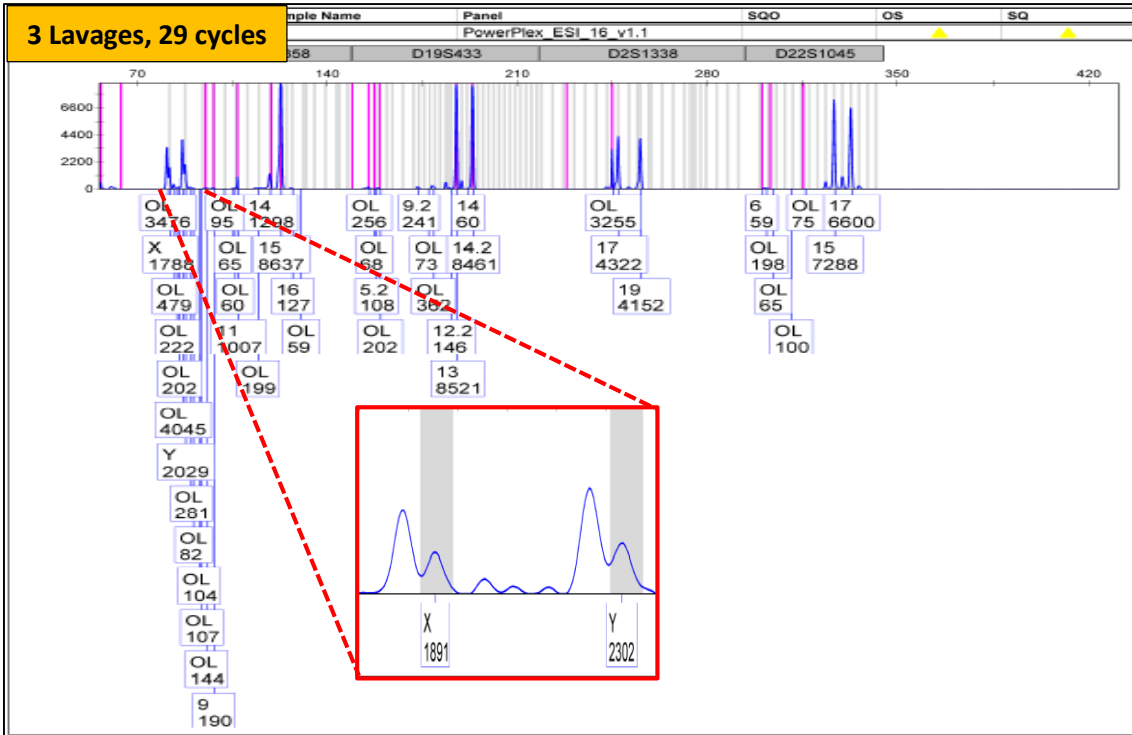 3 Lavages, 29 cycles
mple Name Panel SQO OS SQ
PowerPlex_ESI_16_v1.1
358 D19S433 D2S1338 D22S1045
70 140 210 280 350 420
6600
4400
2200
0
OL OL 14 OL 9.2 14 OL 6 OL 17
3476 95 1298 256 241 60 3255 59 75 6600
X OL 15 OL OL 14.2 17 OL 15
1788 65 8637 68 73 8461 4322 198 7288
OL OL 16 5.2 OL 19 OL
479 60 127 108 362 4152 65
OL 11 OL OL 12.2 OL
222 1007 59 202 146 100
OL OL 13
202 199 8521
OL
4045
Y
2029
OL
281
OL
82
OL
104
OL
107
OL
144
9
190
X Y
1891 2302